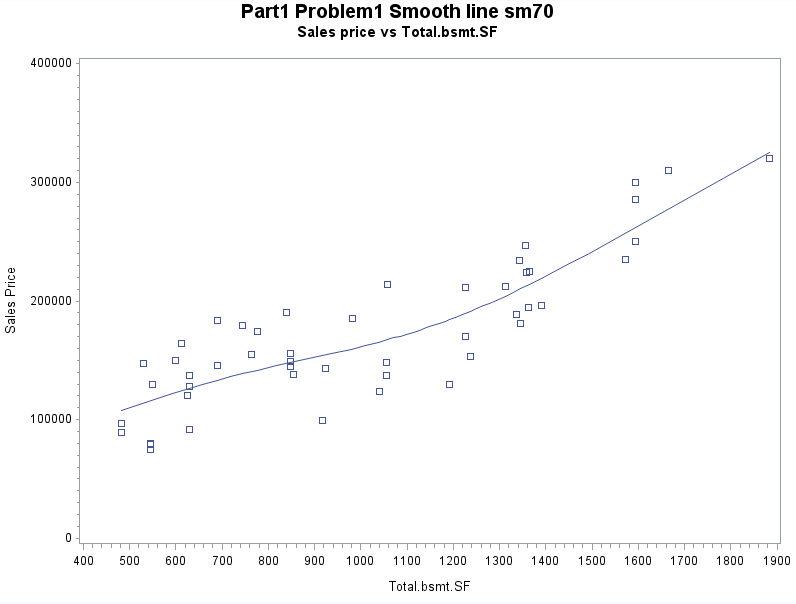 Part1 Problem1 Smooth line sm70
Sales price vs Total.bsmt.SF
400000
300000
200000
100000
0
Sales Price
400 500 600 700 800 900 1000 1100 1200 1300 1400 1500 1600 1700 1800 1900
Total.bsmt.SF